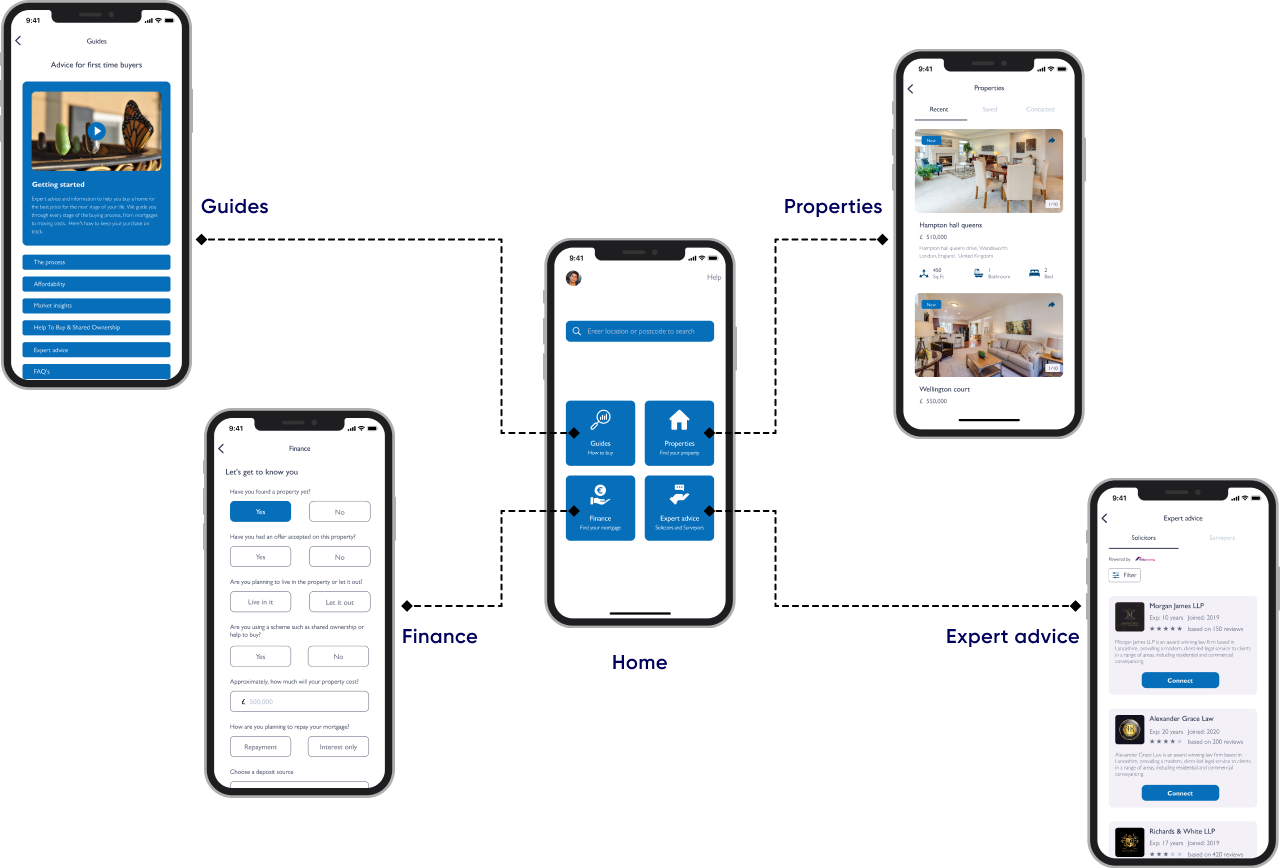 9:41
Guides
Advice for first time buyers
Getting started
Expert advice and information to help you buy a home for
the best price for the next stage of your life. We guide you
through every stage of the buying process, from mortgages
to moving costs. Here's how to keep your purchase on
track.
The process
Affordability
Market insights
Help To Buy & Shared Ownership
Expert advice
FAQ's
Guides
9:41
Finance
Let's get to know you
Have you found a property yet?
Yes
No
Have you had an offer accepted on this property?
Yes
No
Are you planning to live in the property or let it out?
Live in it
Let it out
Are you using a scheme such as shared ownership or
help to buy?
Yes
No
Approximately, how much will your property cost?
£ 500,000
How are you planning to repay your mortgage?
Repayment
Interest only
Choose a deposit source
Finance
9:41
Help
Enter location or postcode to search
Guides
How to buy
Properties
Find your property
Finance
Find your mortgage
Expert advice
Solicitors and Surveyors
Home
Properties
9:41
Properties
Recent
Saved
Contacted
New
1/10
Hampton hall queens
£ 510,000
Hampton hall queens drive, Wandsworth,
London, England, United Kingdom
450
Sq.Ft
1
Bathroom
2
Bed
New
1/10
Wellington court
£ 550,000
Expert advice
9:41
Expert advice
Solicitors
Surveyors
Powered by
Filter
Morgan James LLP
Exp: 10 years Joined: 2019
based on 150 reviews
Morgan James LLP is an award winning law firm based in
Lancashire, providing a modern, client-led legal service to clients
in a range of areas, including residential and commercial
conveyancing.
Connect
Alexander Grace Law
Exp: 20 years Joined: 2020
based on 200 reviews
Alexander Grace Law is an award winning law firm based in
Lancashire, providing a modern, client-led legal service to clients
in a range of areas, including residential and commercial
conveyancing.
Connect
Richards & White LLP
Exp: 17 years Joined: 2019
based on 420 reviews